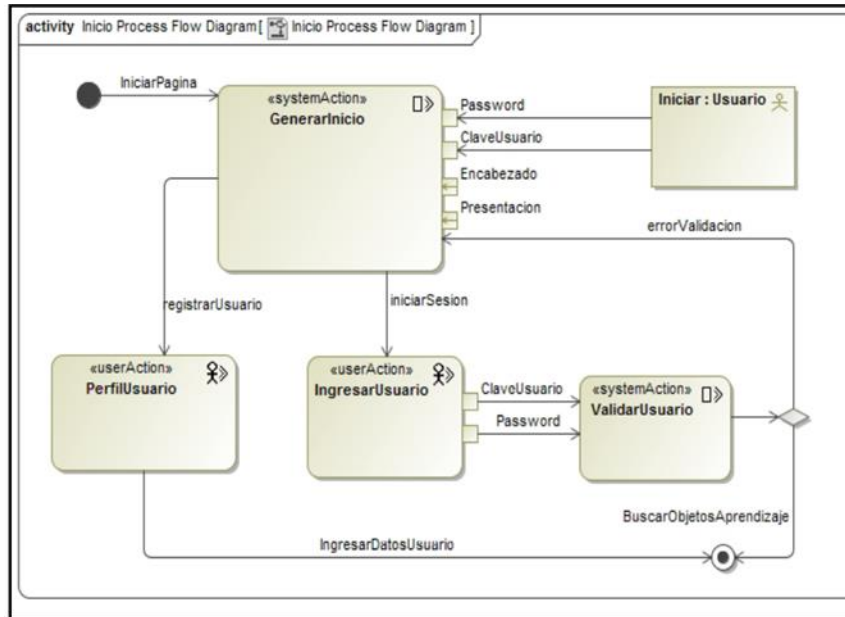 activity Inicio Process Flow Diagram[ Inicio Process Flow Diagram ]
IniciarPagina
«systemAction»
GenerarInicio
Password
ClaveUsuario
Encabezado
Presentacion
Iniciar : Usuario
errorValidacion
registrarUsuario
iniciarSesion
«userAction»
PerfilUsuario
«userAction»
IngresarUsuario
ClaveUsuario
Password
«systemAction»
ValidarUsuario
BuscarObjetosAprendizaje
IngresarDatosUsuario